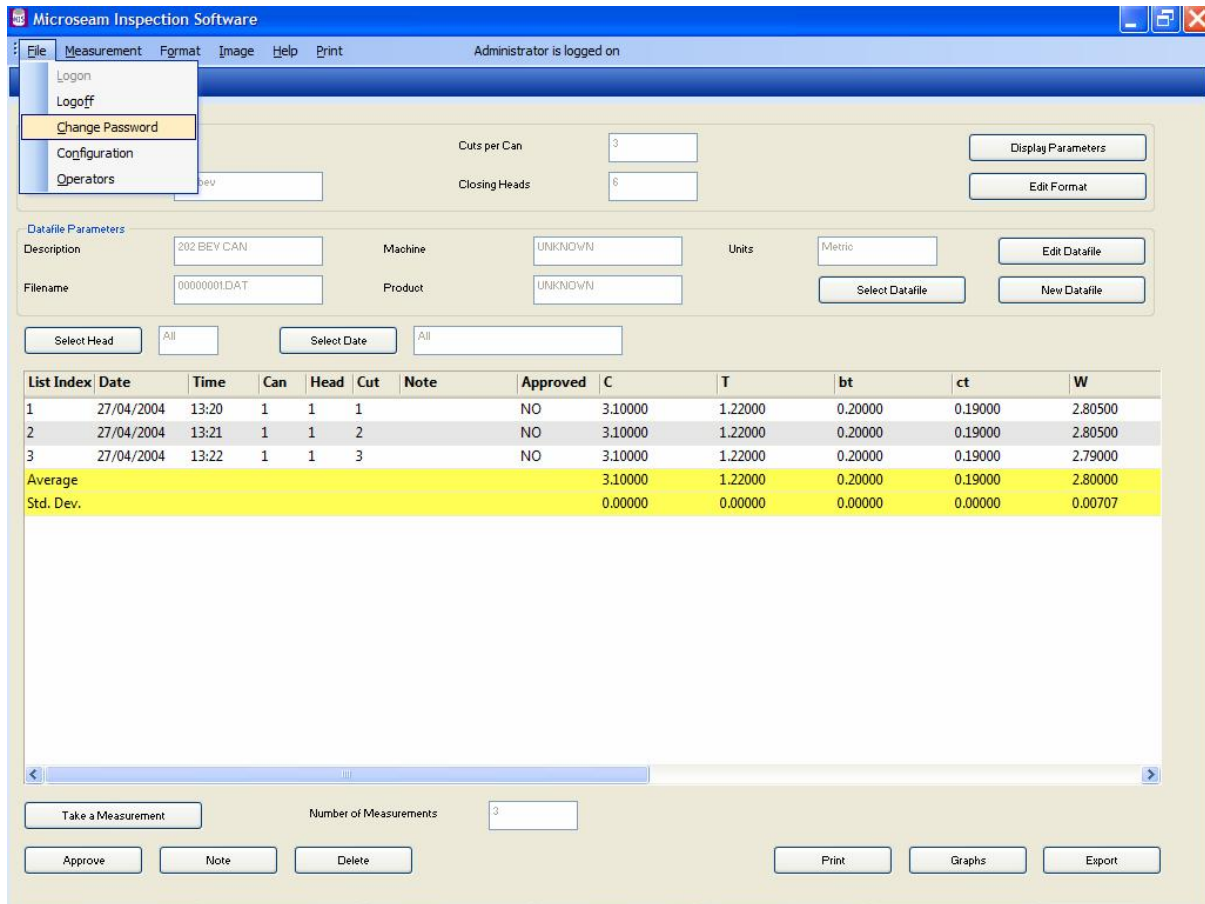 Microseam Inspection Software
File Measurement Format Image Help Print Administrator is logged on
Logon
Logoff
Change Password
Configuration
Operators
Cuts per Can 3 Display Parameters
bev Closing Heads 6 Edit Format
Datafile Parameters
Description 202 BEV CAN Machine UNKNOWN Units Metric Edit Datafile
Filename 00000001.DAT Product UNKNOWN Select Datafile New Datafile
Select Head All Select Date All
List Index Date Time Can Head Cut Note Approved C T bt ct W
1 27/04/2004 13:20 1 1 1 NO 3.10000 1.22000 0.20000 0.19000 2.80500
2 27/04/2004 13:21 1 1 2 NO 3.10000 1.22000 0.20000 0.19000 2.80500
3 27/04/2004 13:22 1 1 3 NO 3.10000 1.22000 0.20000 0.19000 2.79000
Average 3.10000 1.22000 0.20000 0.19000 2.80000
Std. Dev. 0.00000 0.00000 0.00000 0.00000 0.00707
Take a Measurement Number of Measurements 3
Approve Note Delete Print Graphs Export